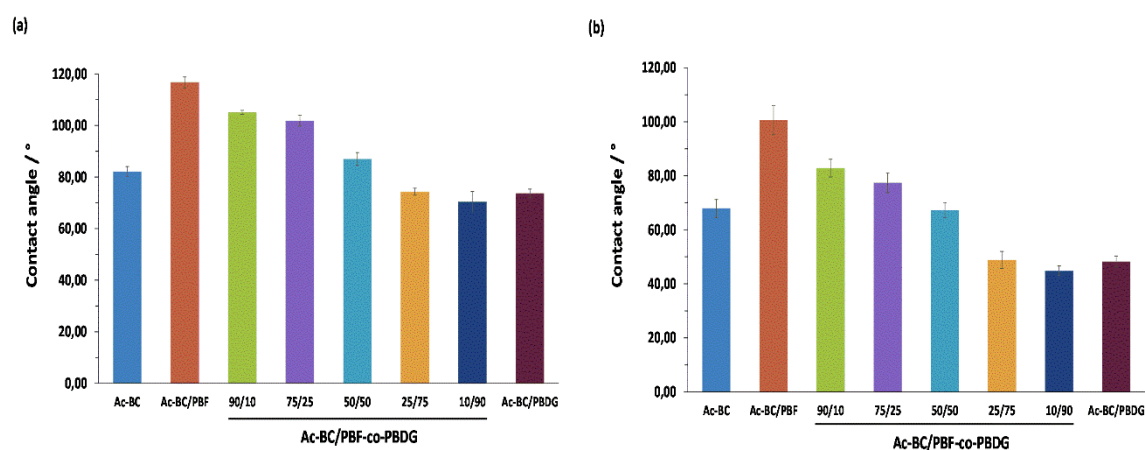 (a)
Contact angle / °
120,00
100,00
80,00
60,00
40,00
20,00
0,00
Ac-BC Ac-BC/PBF 90/10 75/25 50/50 25/75 10/90 Ac-BC/PBDG
Ac-BC/PBF-co-PBDG
(b)
Contact angle / °
120,00
100,00
80,00
60,00
40,00
20,00
0,00
Ac-BC Ac-BC/PBF 90/10 75/25 50/50 25/75 10/90 Ac-BC/PBDG
Ac-BC/PBF-co-PBDG